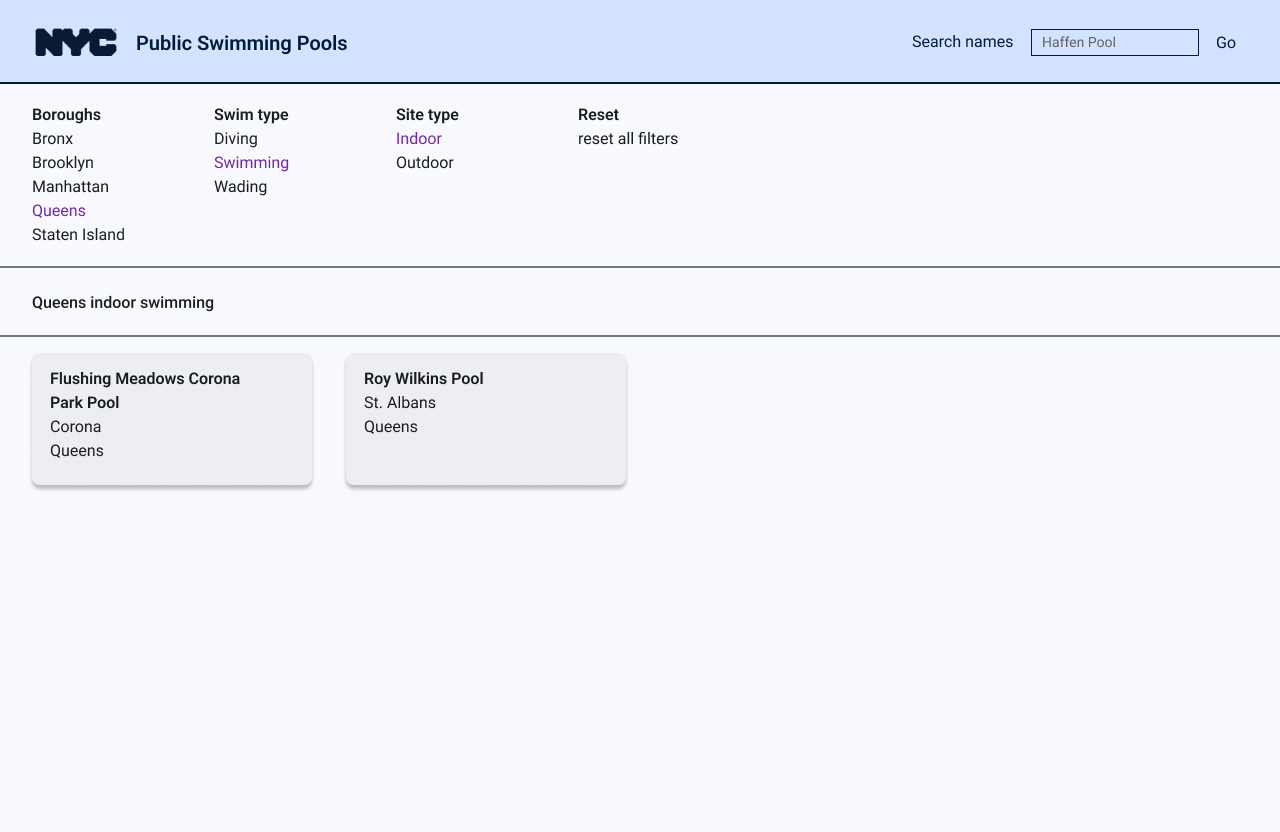 NYC
Public Swimming Pools
Search names
Haffen Pool
Go
Boroughs
Bronx
Brooklyn
Manhattan
Queens
Staten Island
Swim type
Diving
Swimming
Wading
Site type
Indoor
Outdoor
Reset
reset all filters
Queens indoor swimming
Flushing Meadows Corona
Park Pool
Corona
Queens
Roy Wilkins Pool
St. Albans
Queens